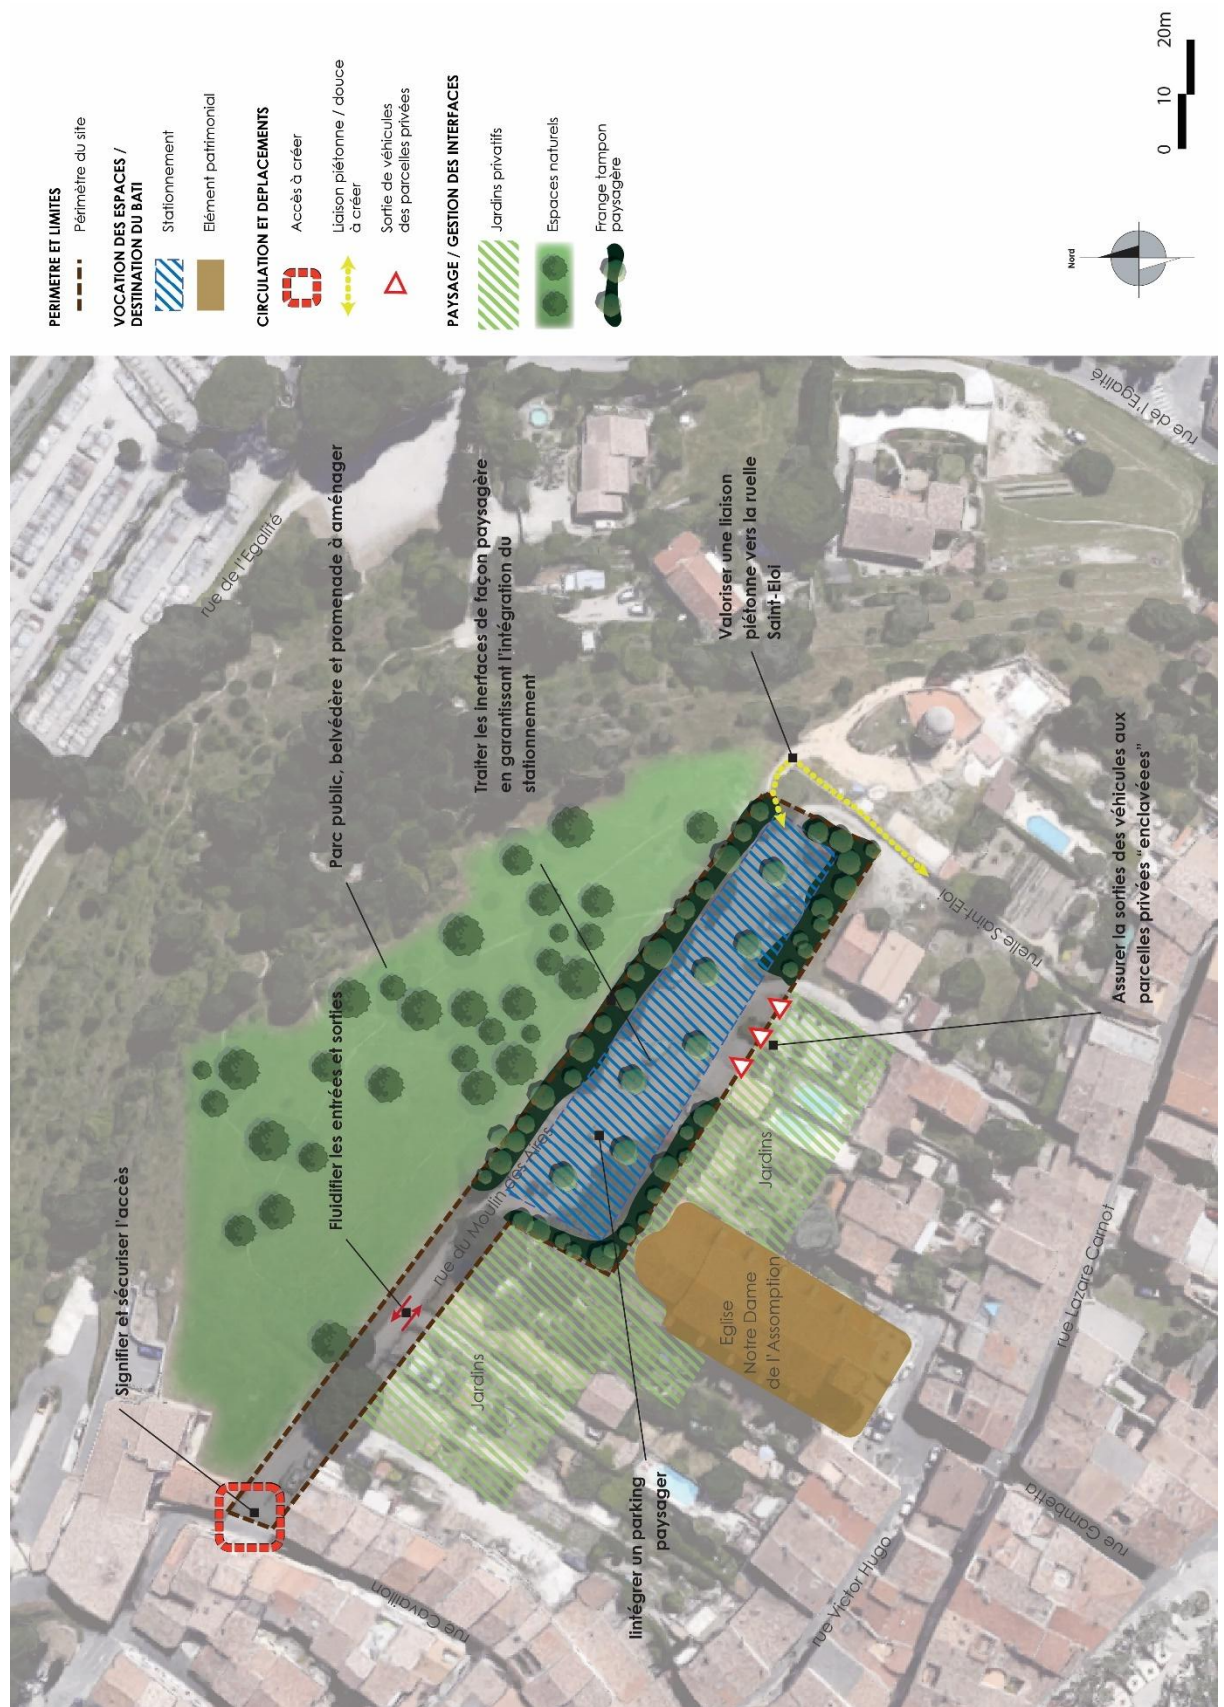 PERIMETRE ET LIMITES
Périmètre du site
VOCATION DES ESPACES /
DESTINATION DU BATI
Stationnement
Elément patrimonial
CIRCULATION ET DEPLACEMENTS
Accès à créer
Liaison piétonne / douce
à créer
Sortie de véhicules
des parcelles privées
PAYSAGE / GESTION DES INTERFACES
Jardins privatifs
Espaces naturels
Frange tampon
paysagère
Nord
0 10 20m
Signifier et sécuriser l'accès
Fluidifier les entrées et sorties
Parc public, belvédère et promenade à aménager
rue de l'Egalité
Traiter les inerfaces de façon paysagère
en garantissant l'intégration du
stationnement
Valoriser une liaison
piétonne vers la ruelle
Saint-Eloi
rue de l'Egalité
rue du Moulin des Aires
Jardins
Jardins
Eglise
Notre Dame
de l'Assomption
lintégrer un parking
paysager
ruelle Saint-Eloi
Assurer la sorties des véhicules aux
parcelles privées "enclavéees"
rue Cavaillon
rue Victor Hugo
rue Gambetta
rue Lazare Carnot